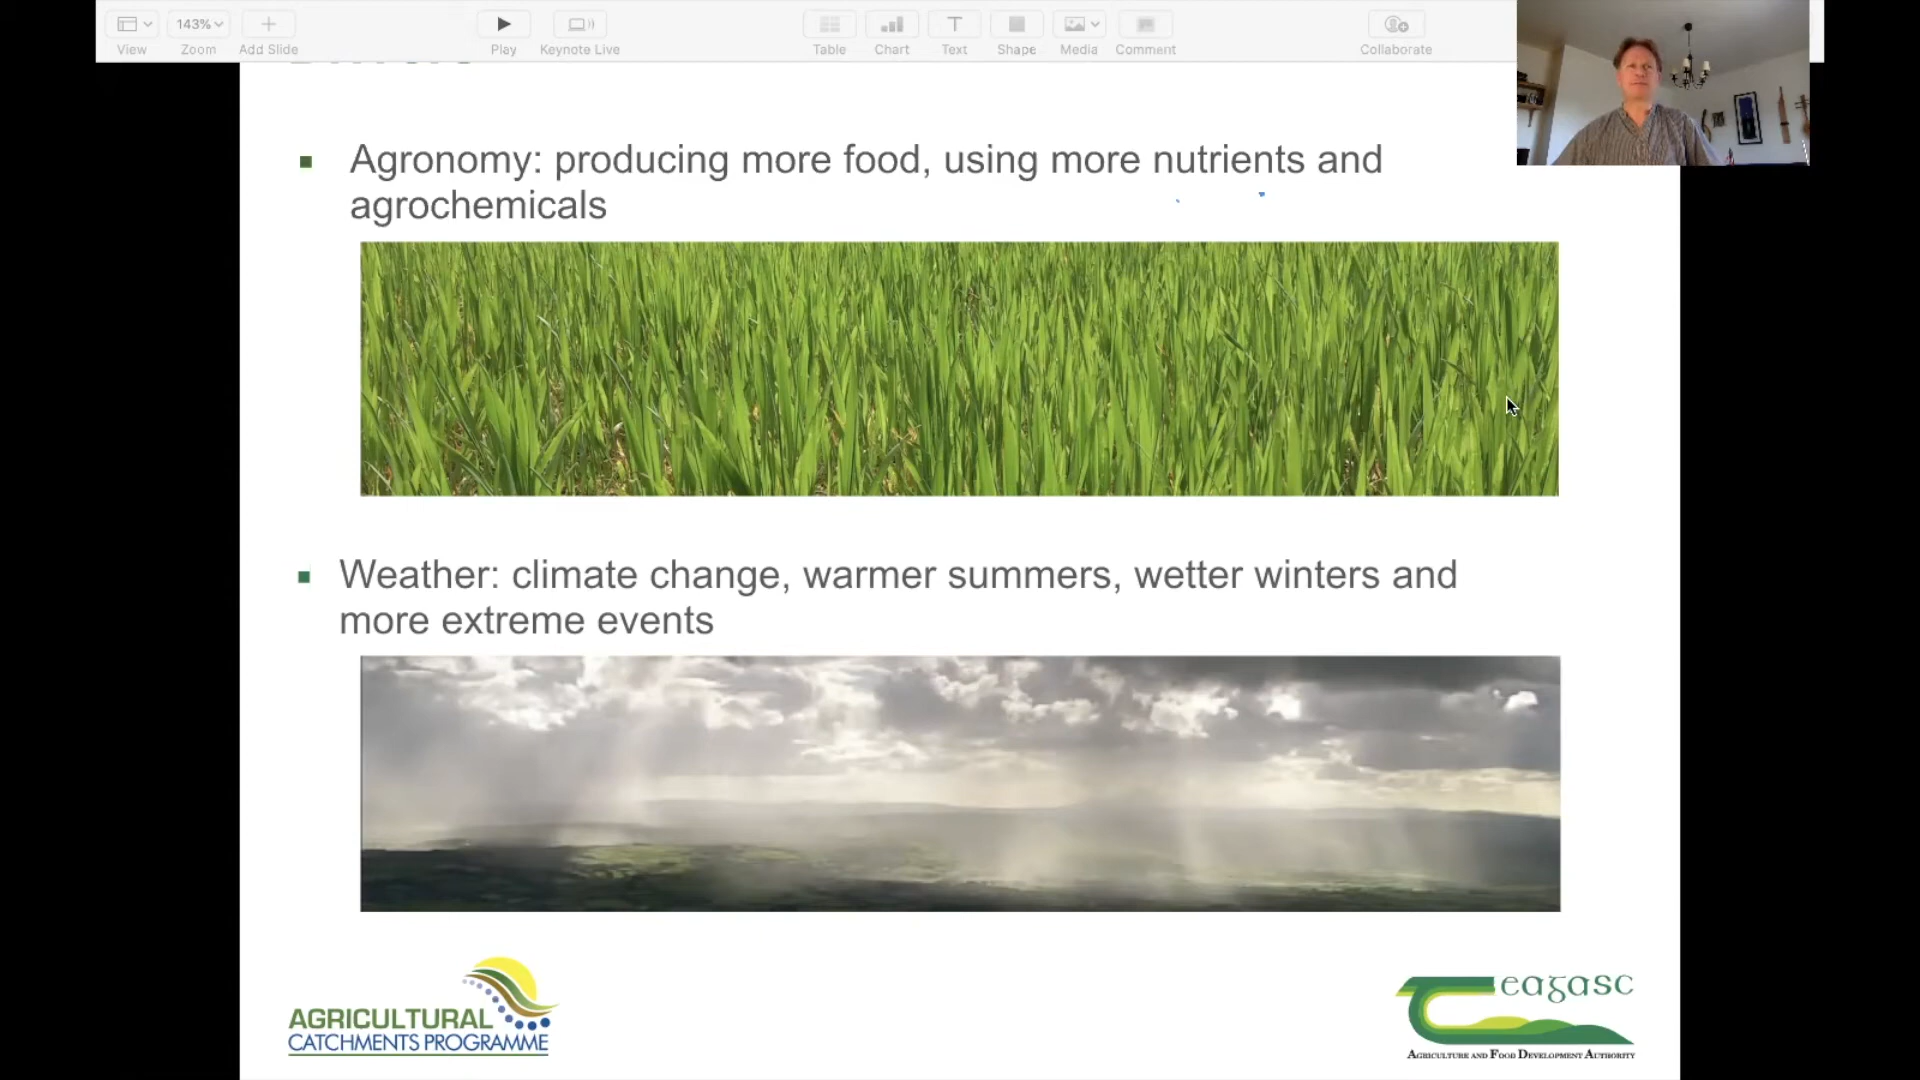 143%
View
Zoom
Add Slide
Play
Keynote Live
Table
Chart
T
Text
Shape
Media
Comment
Collaborate
Agronomy: producing more food, using more nutrients and
agrochemicals
Weather: climate change, warmer summers, wetter winters and
more extreme events
AGRICULTURAL
CATCHMENTS PROGRAMME
Teagasc
AGRICULTURE AND FOOD DEVELOPMENT AUTHORITY